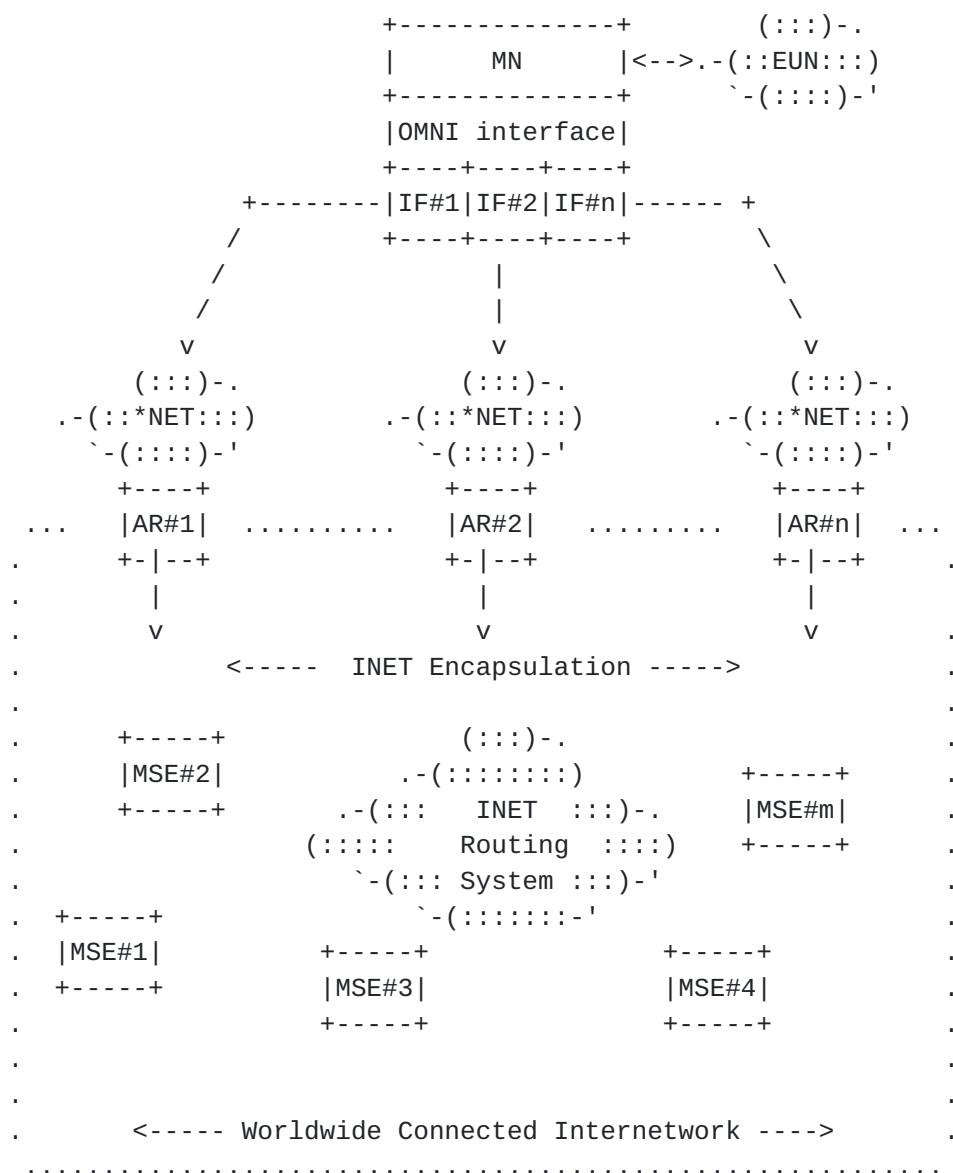 +--------------+        (:::)-.
                        |      MN      |<-->.-(::EUN:::)
                        +--------------+      `-(::::)-'
                        |OMNI interface|
                        +----+----+----+
               +--------|IF#1|IF#2|IF#n|------ +
              /         +----+----+----+        \
             /                 |                 \
            /                  |                  \
           v                   v                   v
        (:::)-.              (:::)-.              (:::)-.
   .-(::*NET:::)        .-(::*NET:::)         .-(::*NET:::)
     `-(::::)-'           `-(::::)-'            `-(::::)-'
       +----+               +----+               +----+
 ...   |AR#1|  ..........   |AR#2|   .........   |AR#n|  ...
.      +-|--+               +-|--+               +-|--+     .
.        |                    |                    |
.        v                    v                    v        .
.             <-----  INET Encapsulation ----->             .
.                                                           .
.      +-----+               (:::)-.                        .
.      |MSE#2|           .-(::::::::)          +-----+      .
.      +-----+       .-(:::   INET  :::)-.     |MSE#m|      .
.                  (:::::    Routing  ::::)    +-----+      .
.                     `-(::: System :::)-'                  .
.  +-----+                `-(:::::::-'                      .
.  |MSE#1|          +-----+               +-----+           .
.  +-----+          |MSE#3|               |MSE#4|           .
.                   +-----+               +-----+           .
.                                                           .
.                                                           .
.       <----- Worldwide Connected Internetwork ---->       .
 ...........................................................